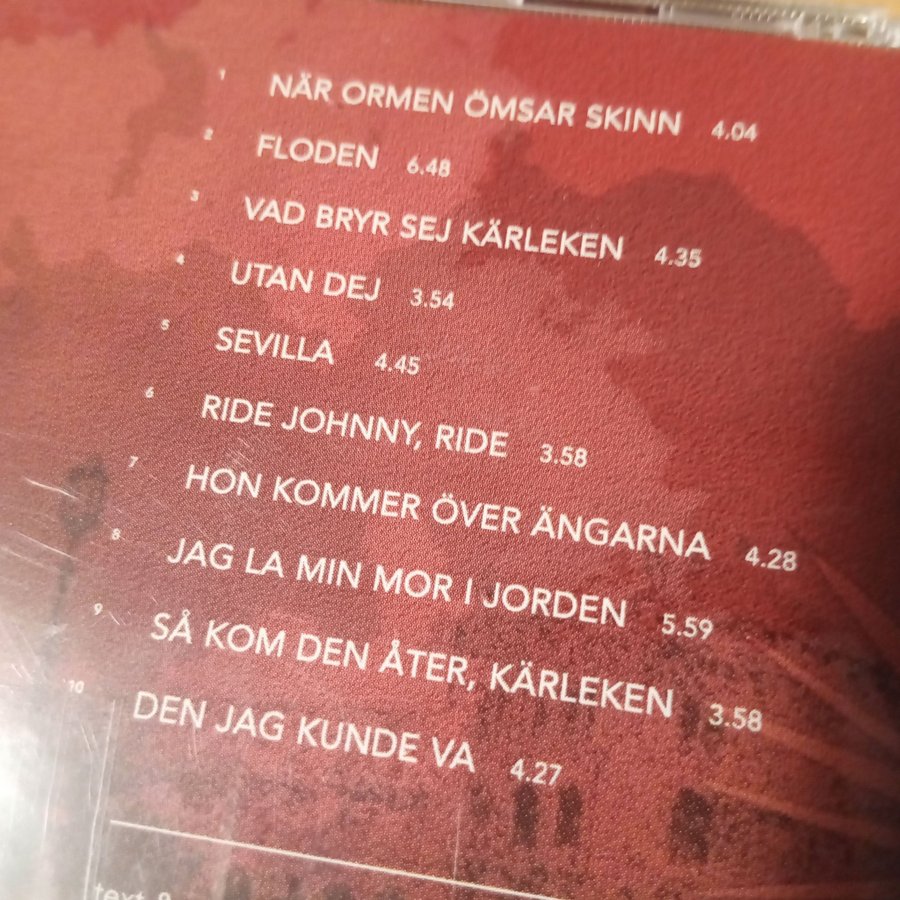 1 NÄR ORMEN ÖMSAR SKINN 4.04
2 FLODEN 6.48
3 VAD BRYR SEJ KÄRLEKEN 4.35
4 UTAN DEJ 3.54
5 SEVILLA 4.45
6 RIDE JOHNNY, RIDE 3.58
7 HON KOMMER ÖVER ÄNGARNA 4.28
8 JAG LA MIN MOR I JORDEN 5.59
9 SÅ KOM DEN ÅTER, KÄRLEKEN 3.58
10 DEN JAG KUNDE VA 4.27
text